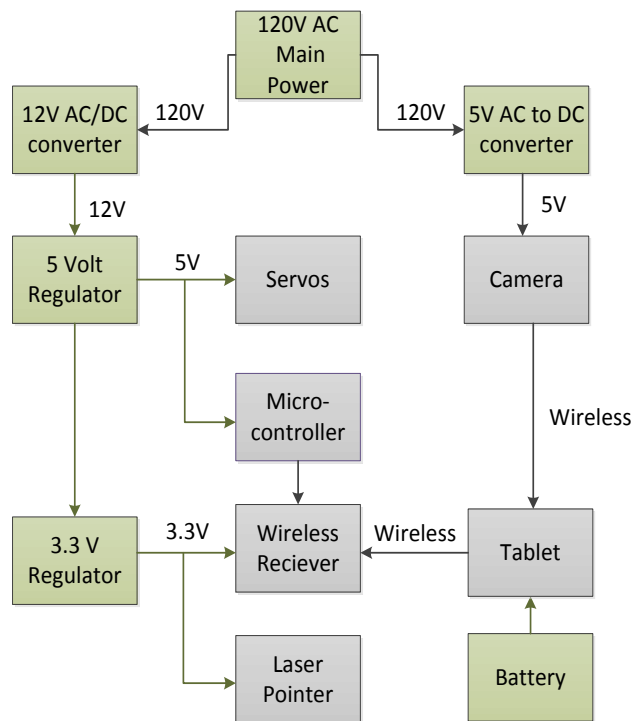 120V AC
Main
Power
12V AC/DC
converter
120V
120V
5V AC to DC
converter
12V
5V
5 Volt
Regulator
5V
Servos
Camera
Micro-
controller
Wireless
3.3 V
Regulator
3.3V
Wireless
Reciever
Wireless
Tablet
Laser
Pointer
Battery